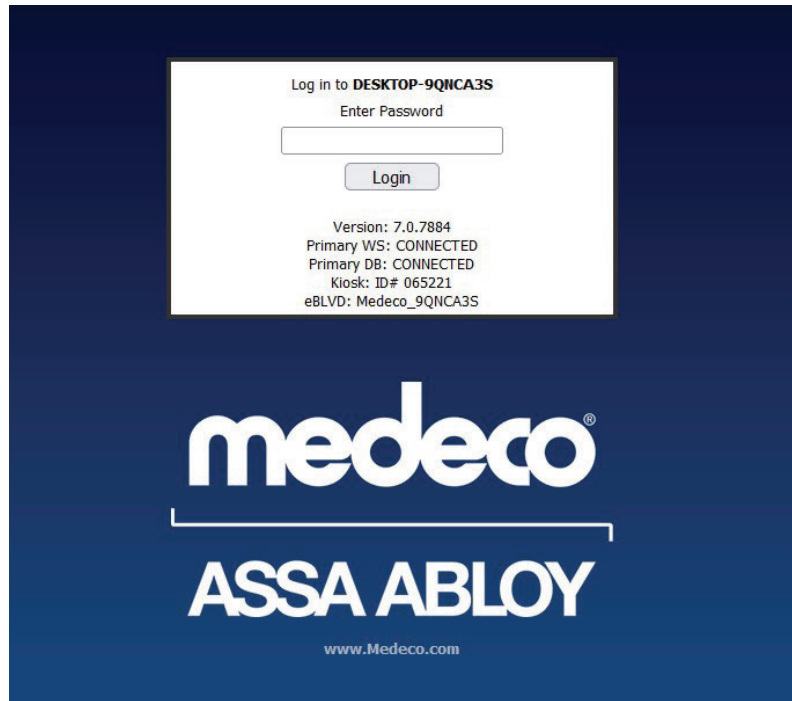 Log in to DESKTOP-9QNCA3S
Enter Password
Login
Version: 7.0.7884
Primary WS: CONNECTED
Primary DB: CONNECTED
Kiosk: ID# 065221
eBLVD: Medeco_9QNCA3S
medeco®
ASSA ABLOY
www.Medeco.com